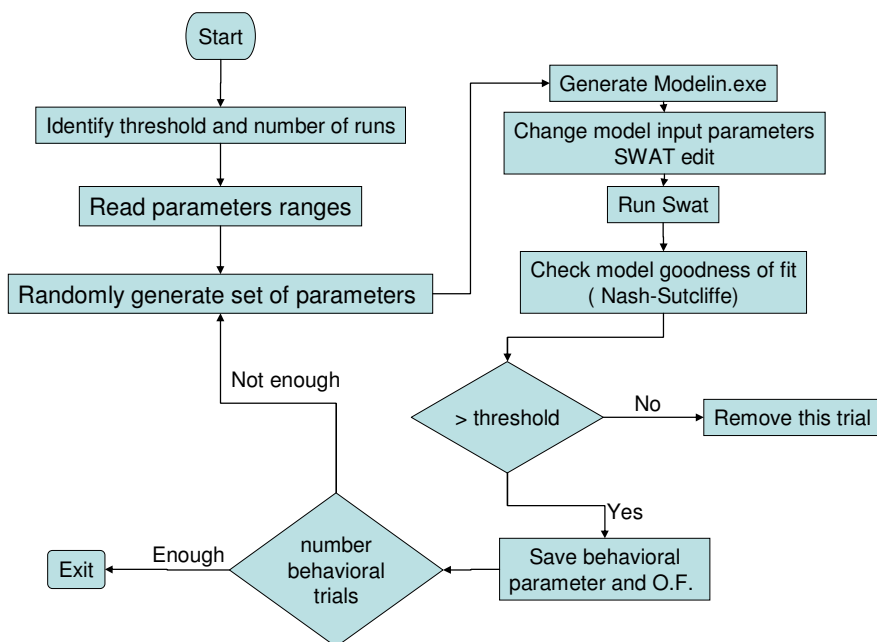 Start
Identify threshold and number of runs
Read parameters ranges
Randomly generate set of parameters
Generate Modelin.exe
Change model input parameters
SWAT edit
Run Swat
Check model goodness of fit
( Nash-Sutcliffe)
> threshold
No
Remove this trial
Yes
Save behavioral
parameter and O.F.
number
behavioral
trials
Not enough
Enough
Exit